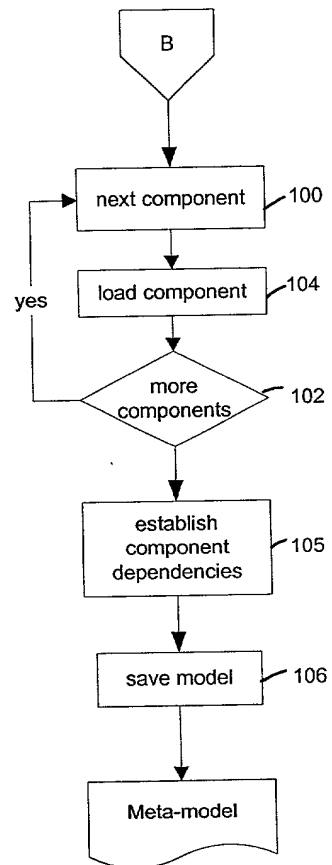 B
next component
100
load component
104
yes
more
components
102
establish
component
dependencies
105
save model
106
Meta-model